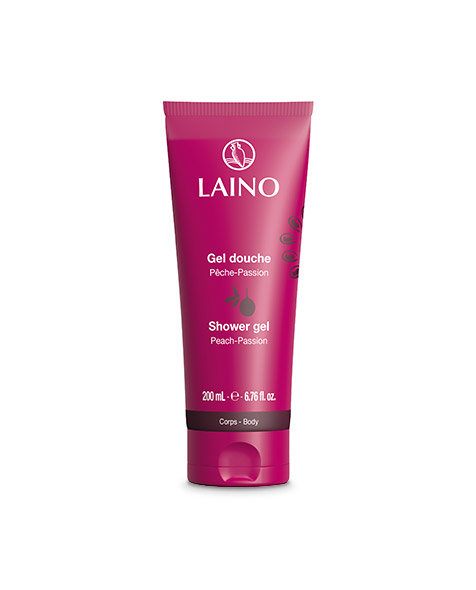 LAINO
Gel douche
Pêche-Passion
Shower gel
Peach-Passion
200 mL - ℮ - 6.76 fl. oz.
Corps - Body